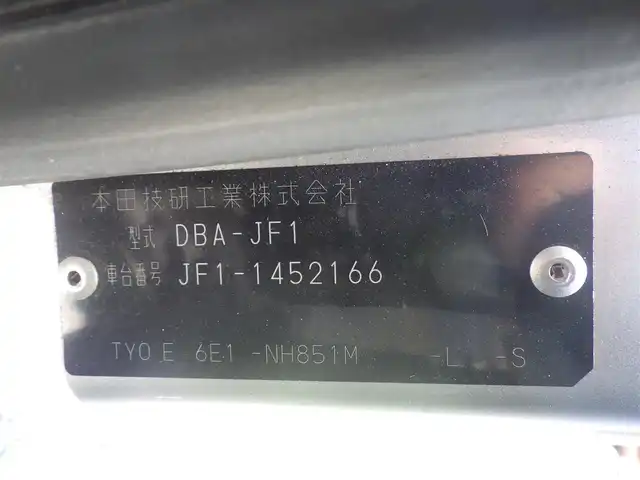 本田技研工業株式会社
型式 DBA-JF1
車台番号 JF1-1452166
TYO E 6E1 -NH851M -L -S